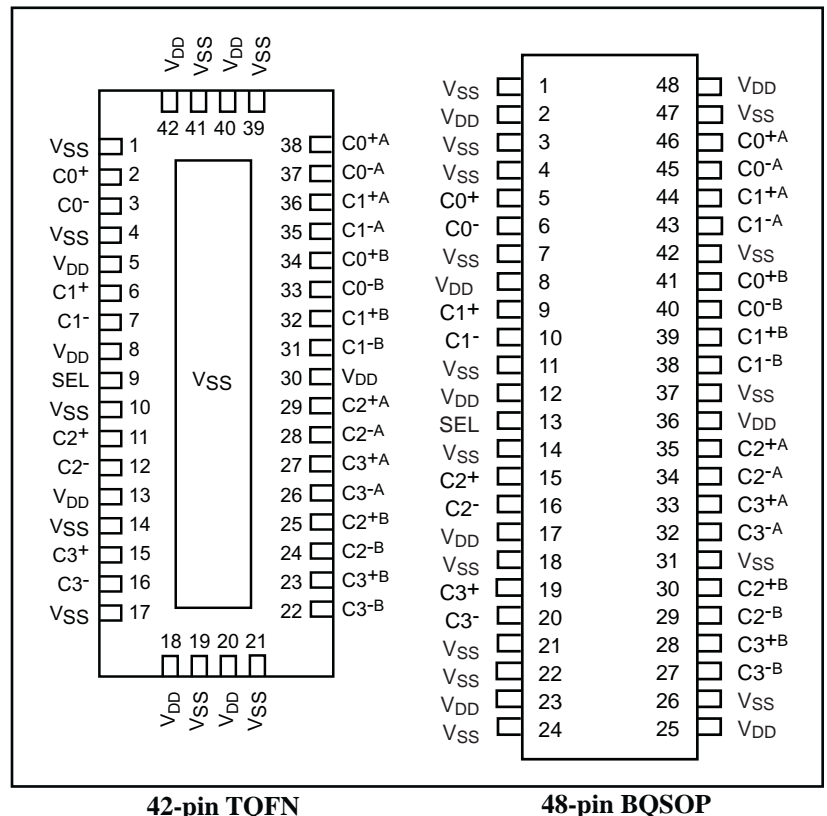 VDD VSS VDD VSS
42 41 40 39
VSS 1
C0+ 2
C0- 3
VSS 4
VDD 5
C1+ 6
C1- 7
VDD 8
SEL 9
VSS 10
C2+ 11
C2- 12
VDD 13
VSS 14
C3+ 15
C3- 16
VSS 17
VSS
38 C0+A
37 C0-A
36 C1+A
35 C1-A
34 C0+B
33 C0-B
32 C1+B
31 C1-B
30 VDD
29 C2+A
28 C2-A
27 C3+A
26 C3-A
25 C2+B
24 C2-B
23 C3+B
22 C3-B
18 19 20 21
VDD VSS VDD VSS
42-pin TQFN
VSS 1 48 VDD
VDD 2 47 VSS
VSS 3 46 C0+A
VSS 4 45 C0-A
C0+ 5 44 C1+A
C0- 6 43 C1-A
VSS 7 42 VSS
VDD 8 41 C0+B
C1+ 9 40 C0-B
C1- 10 39 C1+B
VSS 11 38 C1-B
VDD 12 37 VSS
SEL 13 36 VDD
VSS 14 35 C2+A
C2+ 15 34 C2-A
C2- 16 33 C3+A
VDD 17 32 C3-A
VSS 18 31 VSS
C3+ 19 30 C2+B
C3- 20 29 C2-B
VSS 21 28 C3+B
VSS 22 27 C3-B
VDD 23 26 VSS
VSS 24 25 VDD
48-pin BQSOP